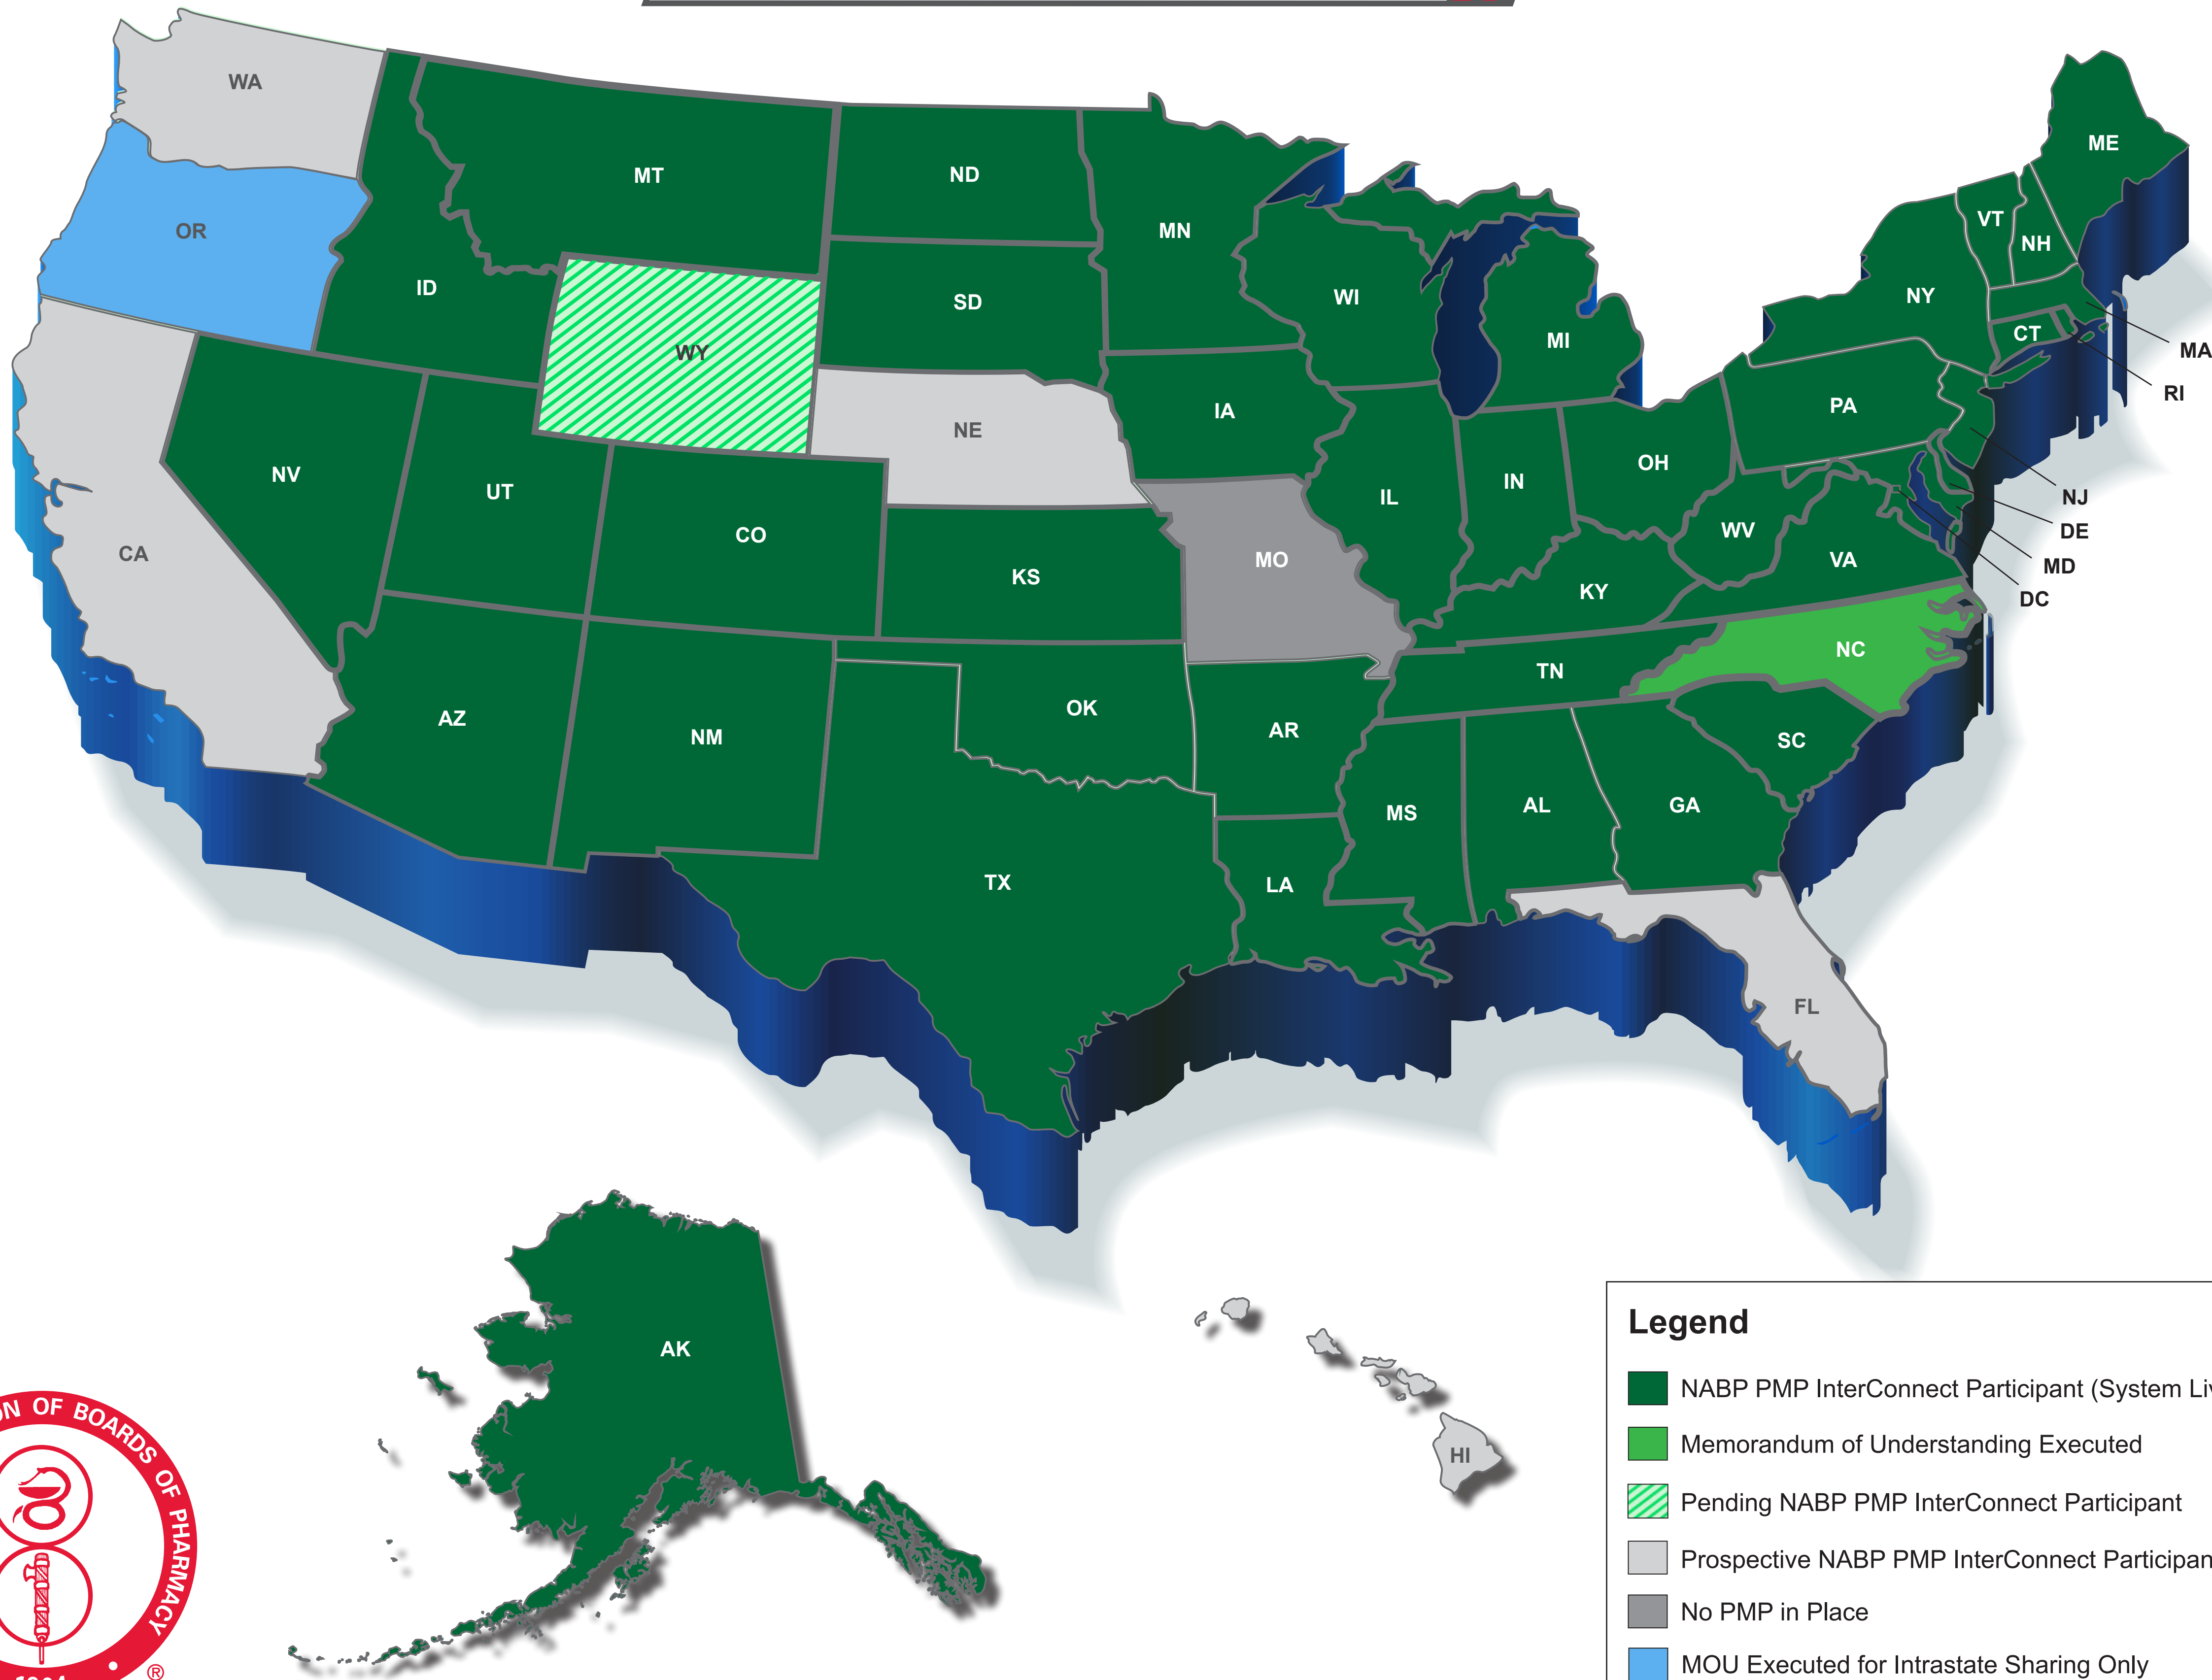 WA
ME
MT
ND
VT
MN
OR
NH
ID
NY
WI
SD
CT
MI
MA
WY
RI
PA
IA
NE
OH
NV
IN
UT
IL
NJ
WV
DE
CO
CA
MO
VA
MD
KS
KY
DC
NC
TN
OK
AZ
AR
NM
SC
MS
AL
GA
TX
LA
FL
AK
HI
Legend
NABP PMP InterConnect Participant (System
Memorandum of Understanding Executed
Pending NABP PMP InterConnect Participant
Prospective NABP PMP InterConnect
No PMP in Place
MOU Executed for Intrastate Sharing Only
OF BOARDS OF PHARMACY
®